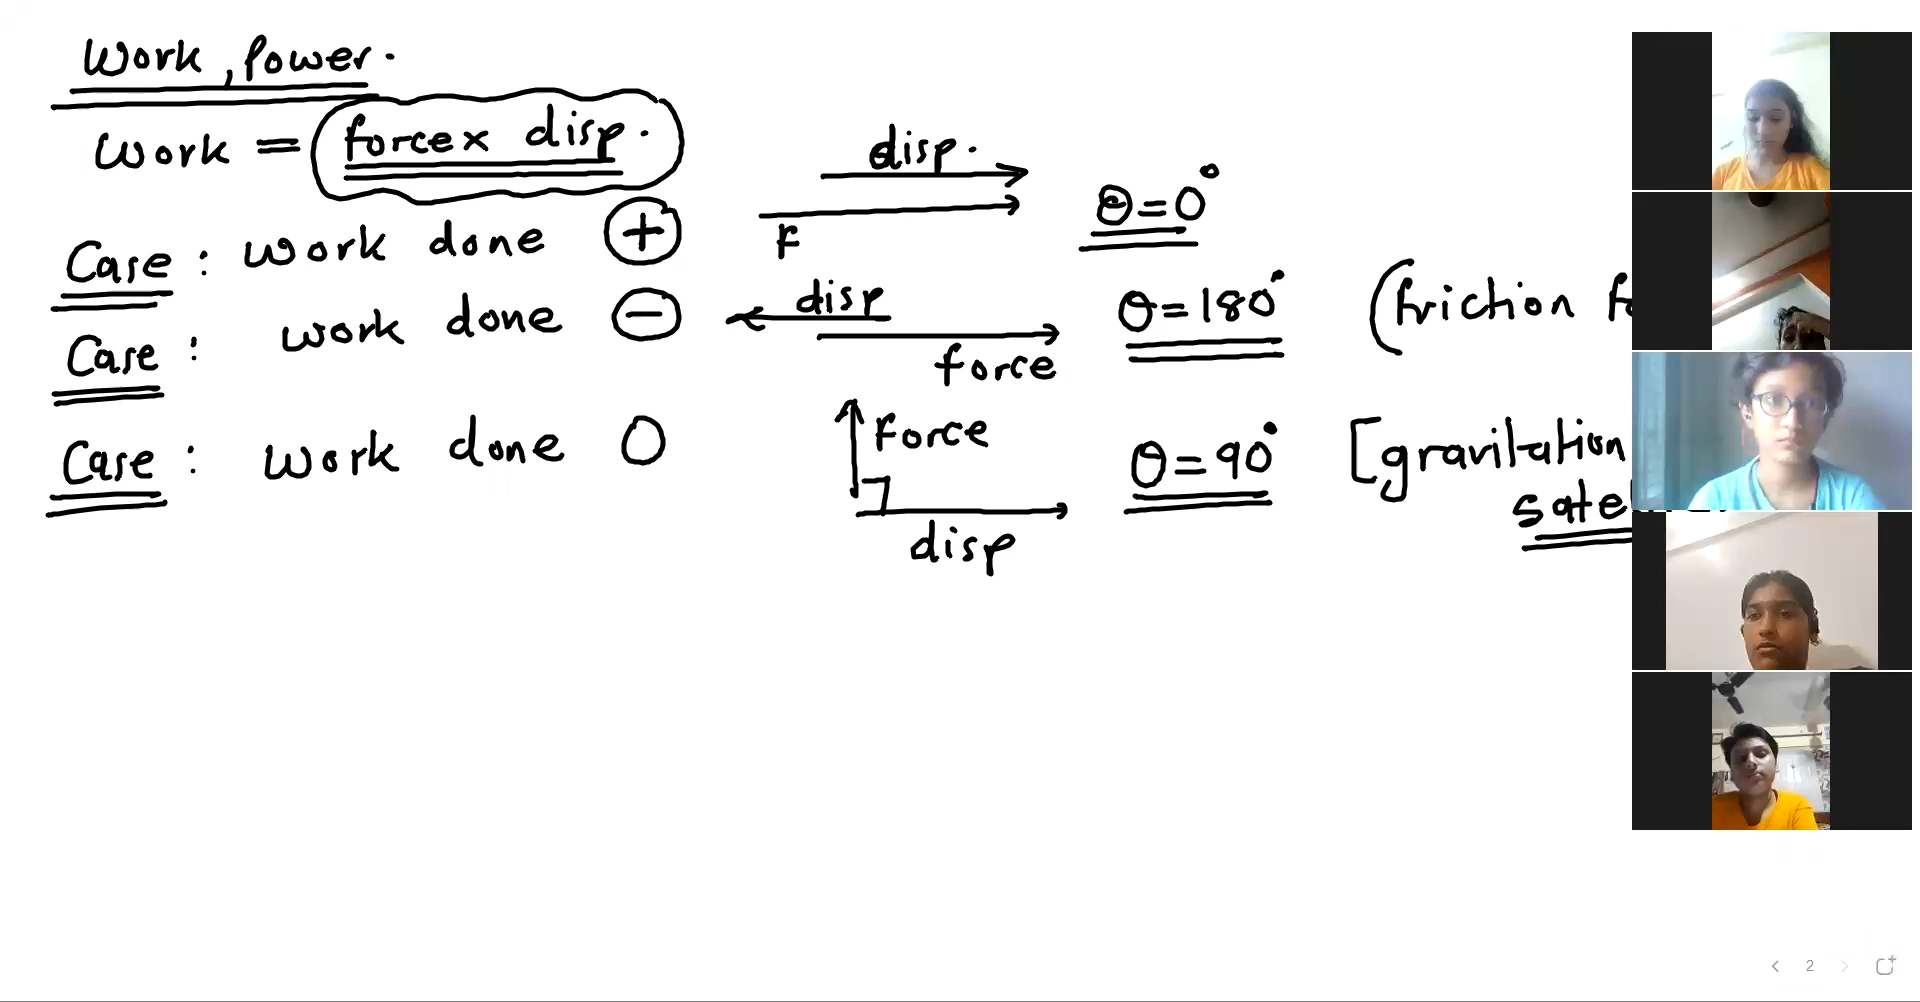 Work, Power.
Work = force x disp.
disp.
F
θ=0°
Case : work done +
Case : work done −
disp
force
θ=180° (friction
Case : work done 0
Force
disp
θ=90° [gravitation
2